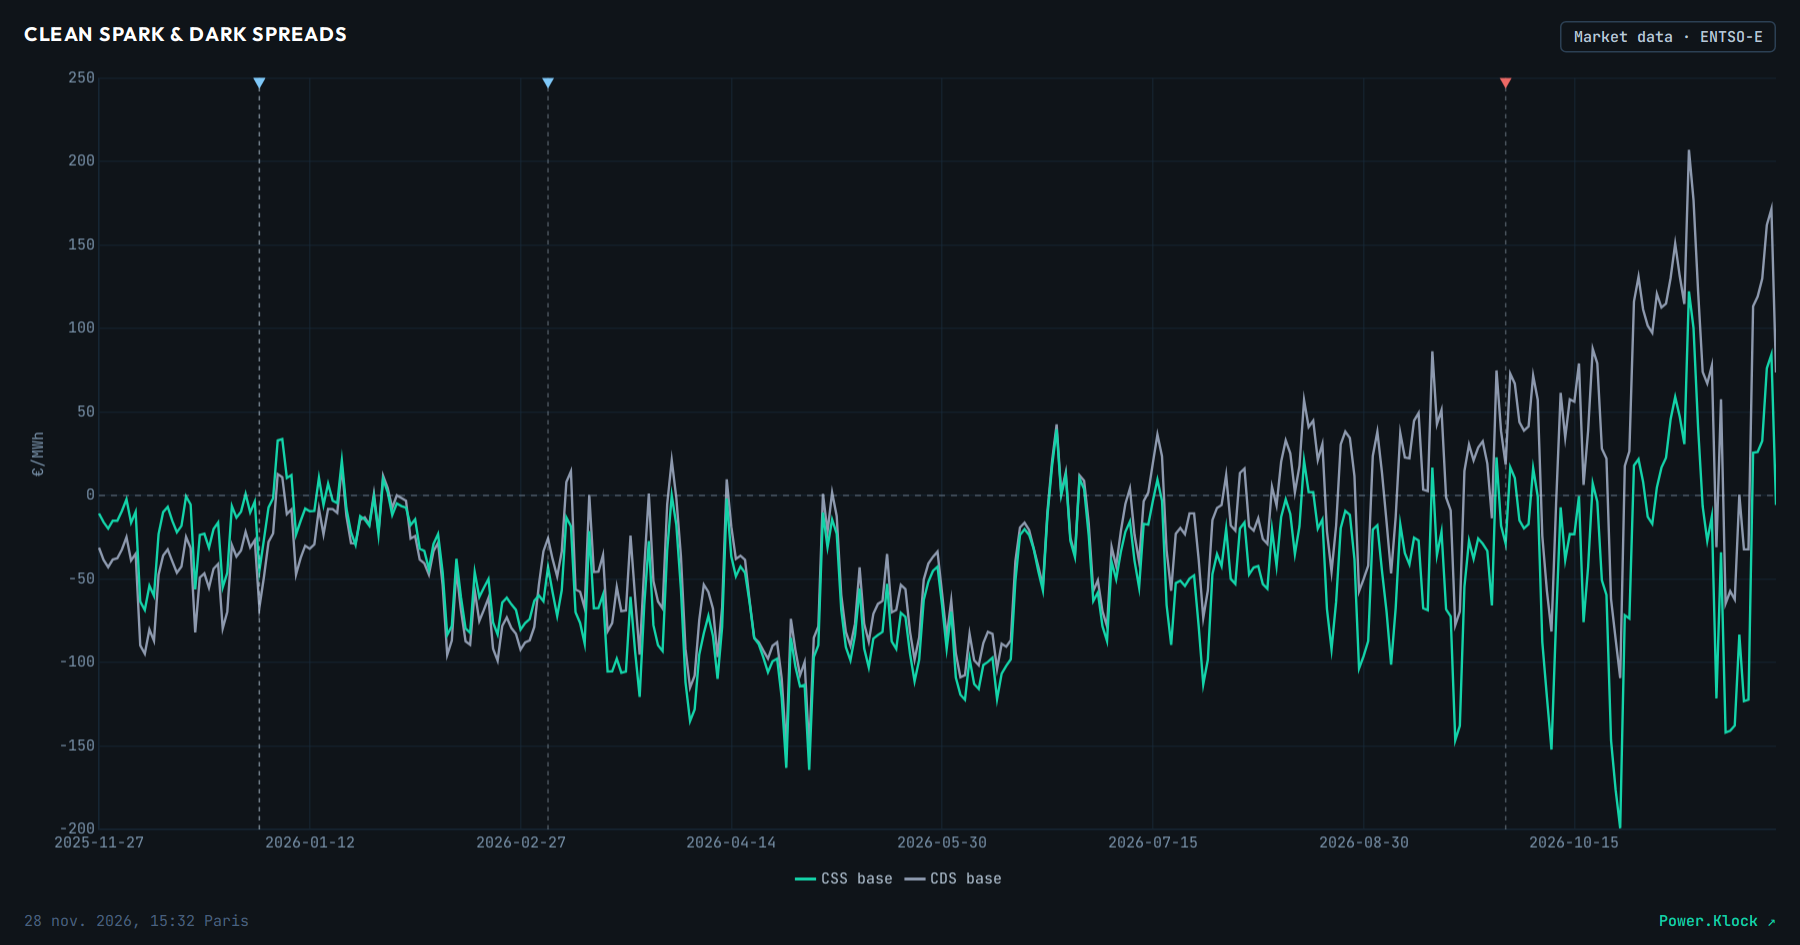 CLEAN SPARK & DARK SPREADS
Market data · ENTSO-E
250
200
150
100
50
0
-50
-100
-150
-200
€/MWh
2025-11-27
2026-01-12
2026-02-27
2026-04-14
2026-05-30
2026-07-15
2026-08-30
2026-10-15
CSS base
CDS base
28 nov. 2026, 15:32 Paris
Power.Klock ↗